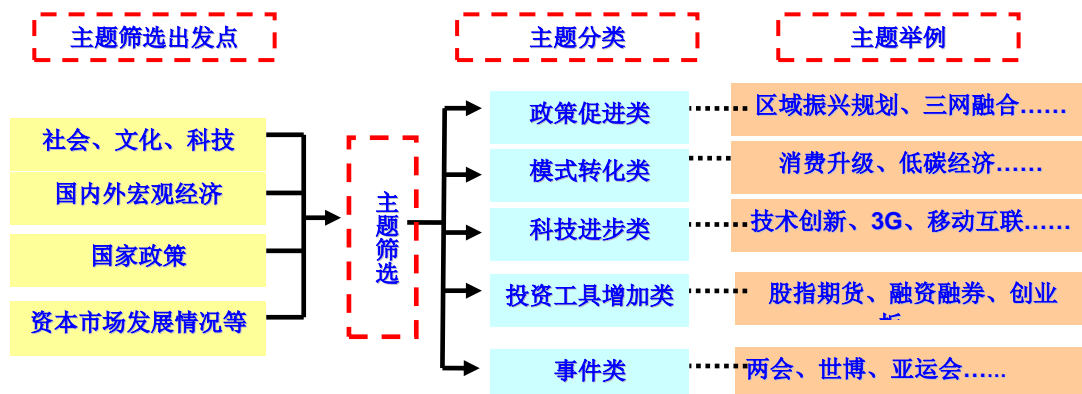 主题筛选出发点
主题分类
主题举例
社会、文化、科技
国内外宏观经济
国家政策
资本市场发展情况等
主题筛选
政策促进类
模式转化类
科技进步类
投资工具增加类
事件类
区域振兴规划、三网融合……
消费升级、低碳经济……
技术创新、3G、移动互联……
股指期货、融资融券、创业
两会、世博、亚运会……